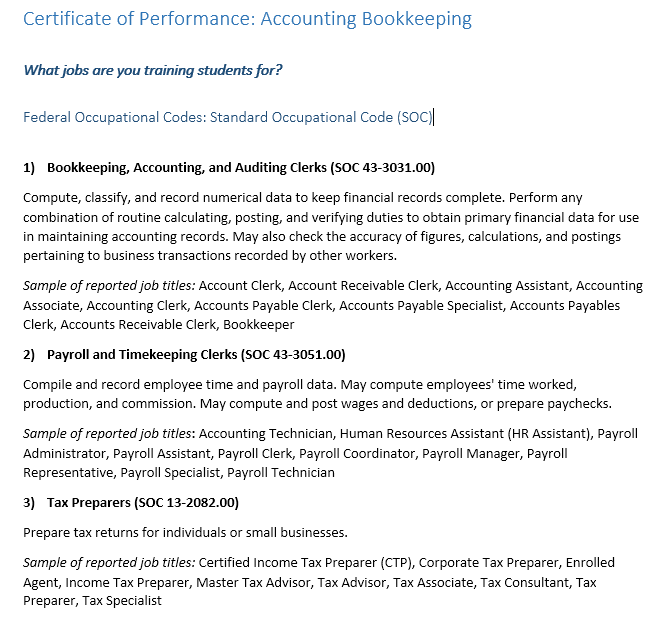 Certificate of Performance: Accounting Bookkeeping
What jobs are you training students for?
Federal Occupational Codes: Standard Occupational Code (SOC)
1) Bookkeeping, Accounting, and Auditing Clerks (SOC 43-3031.00)
Compute, classify, and record numerical data to keep financial records complete. Perform any
combination of routine calculating, posting, and verifying duties to obtain primary financial data for use
in maintaining accounting records. May also check the accuracy of figures, calculations, and postings
pertaining to business transactions recorded by other workers.
Sample of reported job titles: Account Clerk, Account Receivable Clerk, Accounting Assistant, Accounting
Associate, Accounting Clerk, Accounts Payable Clerk, Accounts Payable Specialist, Accounts Payables
Clerk, Accounts Receivable Clerk, Bookkeeper
2) Payroll and Timekeeping Clerks (SOC 43-3051.00)
Compile and record employee time and payroll data. May compute employees' time worked,
production, and commission. May compute and post wages and deductions, or prepare paychecks.
Sample of reported job titles: Accounting Technician, Human Resources Assistant (HR Assistant), Payroll
Administrator, Payroll Assistant, Payroll Clerk, Payroll Coordinator, Payroll Manager, Payroll
Representative, Payroll Specialist, Payroll Technician
3) Tax Preparers (SOC 13-2082.00)
Prepare tax returns for individuals or small businesses.
Sample of reported job titles: Certified Income Tax Preparer (CTP), Corporate Tax Preparer, Enrolled
Agent, Income Tax Preparer, Master Tax Advisor, Tax Advisor, Tax Associate, Tax Consultant, Tax
Preparer, Tax Specialist